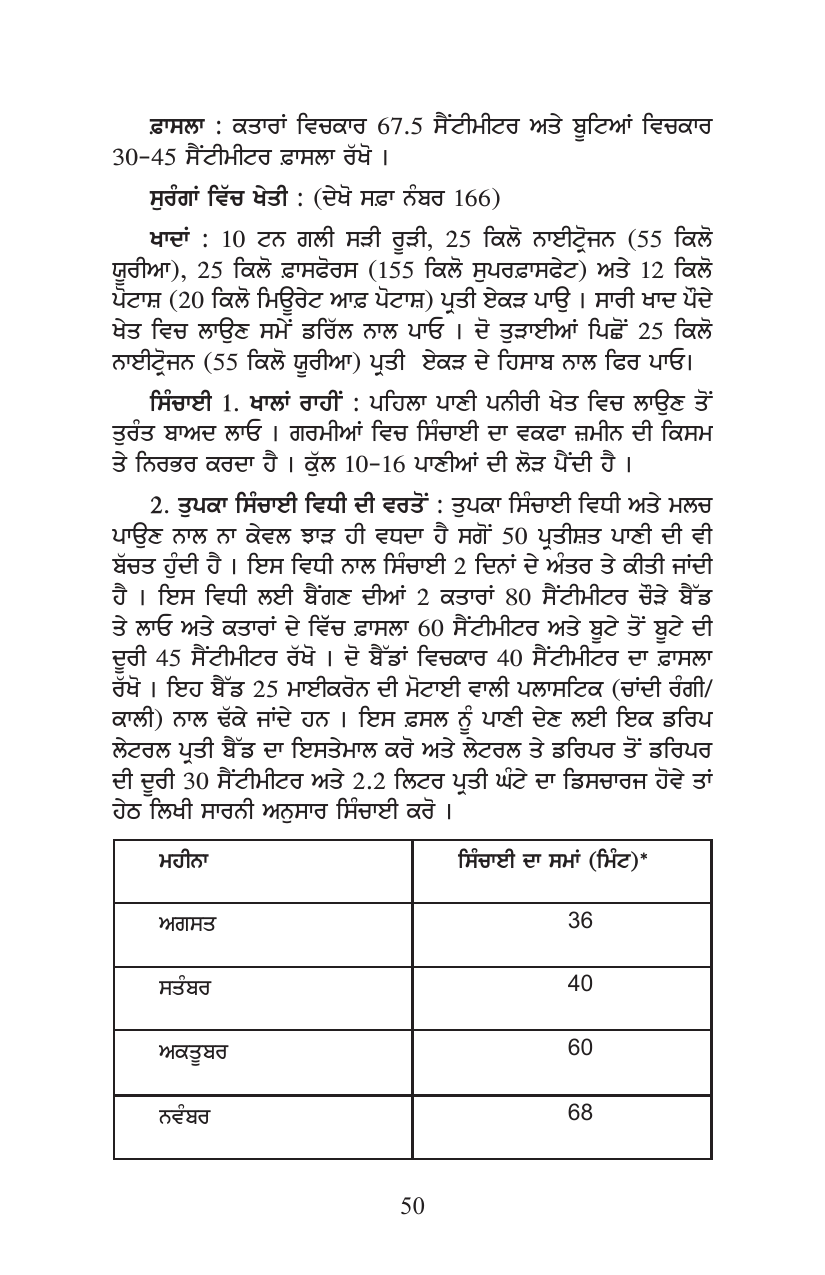 ਫ਼ਾਸਲਾ : ਕਤਾਰਾਂ ਵਿਚਕਾਰ 67.5 ਸੈਂਟੀਮੀਟਰ ਅਤੇ ਬੂਟਿਆਂ ਵਿਚਕਾਰ
30-45 ਸੈਂਟੀਮੀਟਰ ਫ਼ਾਸਲਾ ਰੱਖੋ ।
ਸੁਰੰਗਾਂ ਵਿੱਚ ਖੇਤੀ : (ਦੇਖੋ ਸਫ਼ਾ ਨੰਬਰ 166)
ਖਾਦਾਂ : 10 ਟਨ ਗਲੀ ਸੜੀ ਰੂੜੀ, 25 ਕਿਲੋ ਨਾਈਟ੍ਰੋਜਨ (55 ਕਿਲੋ
ਯੂਰੀਆ), 25 ਕਿਲੋ ਫ਼ਾਸਫੋਰਸ (155 ਕਿਲੋ ਸੁਪਰਫ਼ਾਸਫੇਟ) ਅਤੇ 12 ਕਿਲੋ
ਪੋਟਾਸ਼ (20 ਕਿਲੋ ਮਿਊਰੇਟ ਆਫ਼ ਪੋਟਾਸ਼) ਪ੍ਰਤੀ ਏਕੜ ਪਾਉ । ਸਾਰੀ ਖਾਦ ਪੌਦੇ
ਖੇਤ ਵਿਚ ਲਾਉਣ ਸਮੇਂ ਡਰਿੱਲ ਨਾਲ ਪਾਓ । ਦੋ ਤੁੜਾਈਆਂ ਪਿਛੋਂ 25 ਕਿਲੋ
ਨਾਈਟ੍ਰੋਜਨ (55 ਕਿਲੋ ਯੂਰੀਆ) ਪ੍ਰਤੀ ਏਕੜ ਦੇ ਹਿਸਾਬ ਨਾਲ ਫਿਰ ਪਾਓ।
ਸਿੰਚਾਈ 1. ਖਾਲਾਂ ਰਾਹੀਂ : ਪਹਿਲਾ ਪਾਣੀ ਪਨੀਰੀ ਖੇਤ ਵਿਚ ਲਾਉਣ ਤੋਂ
ਤੁਰੰਤ ਬਾਅਦ ਲਾਓ । ਗਰਮੀਆਂ ਵਿਚ ਸਿੰਚਾਈ ਦਾ ਵਕਫਾ ਜ਼ਮੀਨ ਦੀ ਕਿਸਮ
ਤੇ ਨਿਰਭਰ ਕਰਦਾ ਹੈ । ਕੁੱਲ 10-16 ਪਾਣੀਆਂ ਦੀ ਲੋੜ ਪੈਂਦੀ ਹੈ ।
2. ਤੁਪਕਾ ਸਿੰਚਾਈ ਵਿਧੀ ਦੀ ਵਰਤੋਂ : ਤੁਪਕਾ ਸਿੰਚਾਈ ਵਿਧੀ ਅਤੇ ਮਲਚ
ਪਾਉਣ ਨਾਲ ਨਾ ਕੇਵਲ ਝਾੜ ਹੀ ਵਧਦਾ ਹੈ ਸਗੋਂ 50 ਪ੍ਰਤੀਸ਼ਤ ਪਾਣੀ ਦੀ ਵੀ
ਬੱਚਤ ਹੁੰਦੀ ਹੈ । ਇਸ ਵਿਧੀ ਨਾਲ ਸਿੰਚਾਈ 2 ਦਿਨਾਂ ਦੇ ਅੰਤਰ ਤੇ ਕੀਤੀ ਜਾਂਦੀ
ਹੈ । ਇਸ ਵਿਧੀ ਲਈ ਬੈਂਗਣ ਦੀਆਂ 2 ਕਤਾਰਾਂ 80 ਸੈਂਟੀਮੀਟਰ ਚੌੜੇ ਬੈੱਡ
ਤੇ ਲਾਓ ਅਤੇ ਕਤਾਰਾਂ ਦੇ ਵਿੱਚ ਫ਼ਾਸਲਾ 60 ਸੈਂਟੀਮੀਟਰ ਅਤੇ ਬੂਟੇ ਤੋਂ ਬੂਟੇ ਦੀ
ਦੂਰੀ 45 ਸੈਂਟੀਮੀਟਰ ਰੱਖੋ । ਦੋ ਬੈੱਡਾਂ ਵਿਚਕਾਰ 40 ਸੈਂਟੀਮੀਟਰ ਦਾ ਫ਼ਾਸਲਾ
ਰੱਖੋ । ਇਹ ਬੈੱਡ 25 ਮਾਈਕਰੋਨ ਦੀ ਮੋਟਾਈ ਵਾਲੀ ਪਲਾਸਟਿਕ (ਚਾਂਦੀ ਰੰਗੀ/
ਕਾਲੀ) ਨਾਲ ਢੱਕੇ ਜਾਂਦੇ ਹਨ । ਇਸ ਫ਼ਸਲ ਨੂੰ ਪਾਣੀ ਦੇਣ ਲਈ ਇਕ ਡਰਿਪ
ਲੇਟਰਲ ਪ੍ਰਤੀ ਬੈੱਡ ਦਾ ਇਸਤੇਮਾਲ ਕਰੋ ਅਤੇ ਲੇਟਰਲ ਤੇ ਡਰਿਪਰ ਤੋਂ ਡਰਿਪਰ
ਦੀ ਦੂਰੀ 30 ਸੈਂਟੀਮੀਟਰ ਅਤੇ 2.2 ਲਿਟਰ ਪ੍ਰਤੀ ਘੰਟੇ ਦਾ ਡਿਸਚਾਰਜ ਹੋਵੇ ਤਾਂ
ਹੇਠ ਲਿਖੀ ਸਾਰਨੀ ਅਨੁਸਾਰ ਸਿੰਚਾਈ ਕਰੋ ।
ਮਹੀਨਾ ਸਿੰਚਾਈ ਦਾ ਸਮਾਂ (ਮਿੰਟ)*
ਅਗਸਤ 36
ਸਤੰਬਰ 40
ਅਕਤੂਬਰ 60
ਨਵੰਬਰ 68
50